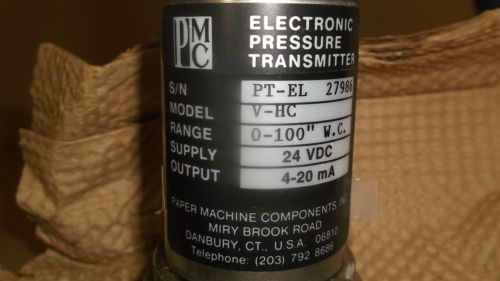 PMC
ELECTRONIC
PRESSURE
TRANSMITTER
S/N PT-EL 27986
MODEL V-HC
RANGE 0-100" W.C.
SUPPLY 24 VDC
OUTPUT 4-20 mA
PAPER MACHINE COMPONENTS, INC.
MIRY BROOK ROAD
DANBURY, CT., U.S.A. 06810
Telephone: (203) 792 8686